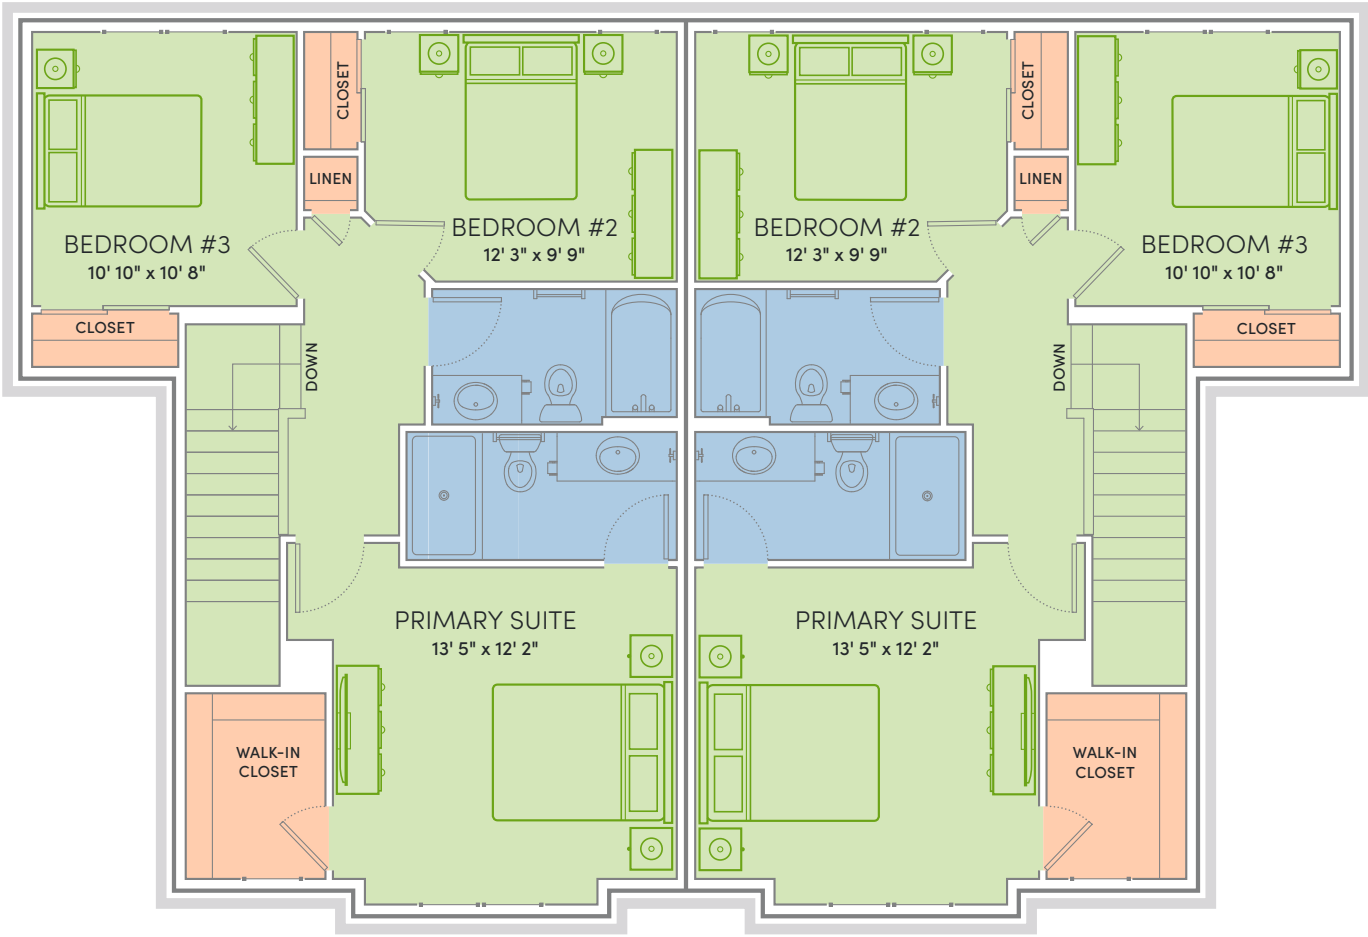 CLOSET
CLOSET
LINEN
LINEN
BEDROOM #3
10' 10" x 10' 8"
BEDROOM #2
12' 3" x 9' 9"
BEDROOM #2
12' 3" x 9' 9"
BEDROOM #3
10' 10" x 10' 8"
CLOSET
CLOSET
DOWN
DOWN
PRIMARY SUITE
13' 5" x 12' 2"
PRIMARY SUITE
13' 5" x 12' 2"
WALK-IN
CLOSET
WALK-IN
CLOSET